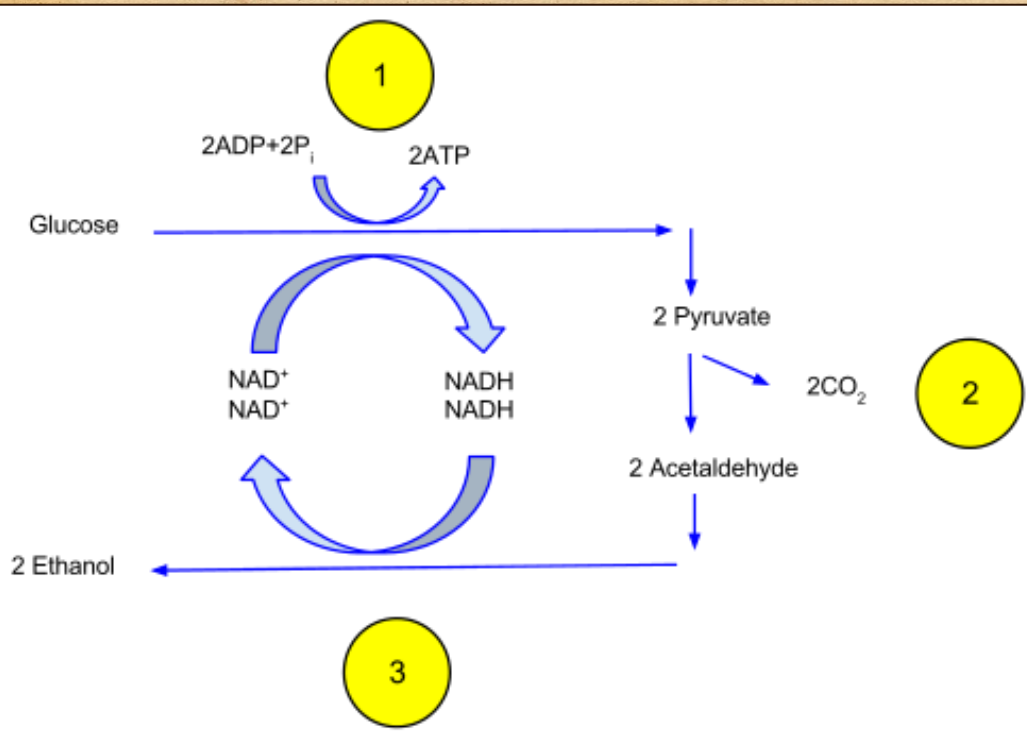 1
2ADP+2Pᵢ
2ATP
Glucose
2 Pyruvate
2CO₂
2
NAD⁺
NAD⁺
NADH
NADH
2 Acetaldehyde
2 Ethanol
3